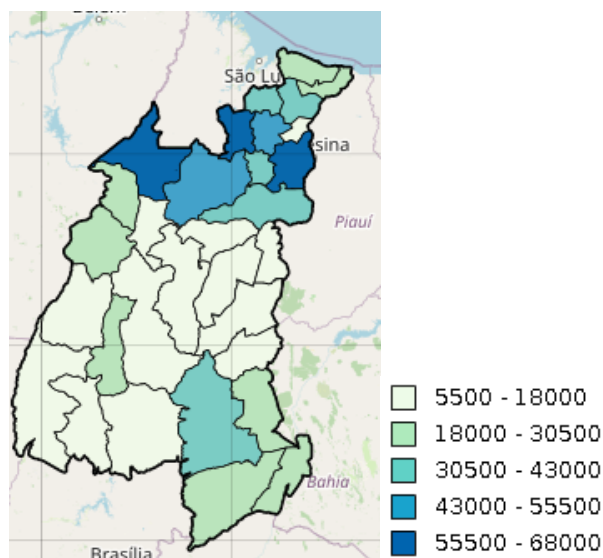 São Lu
sina
Piauí
5500 - 18000
18000 - 30500
30500 - 43000
43000 - 55500
55500 - 68000
Bahia
Brasília